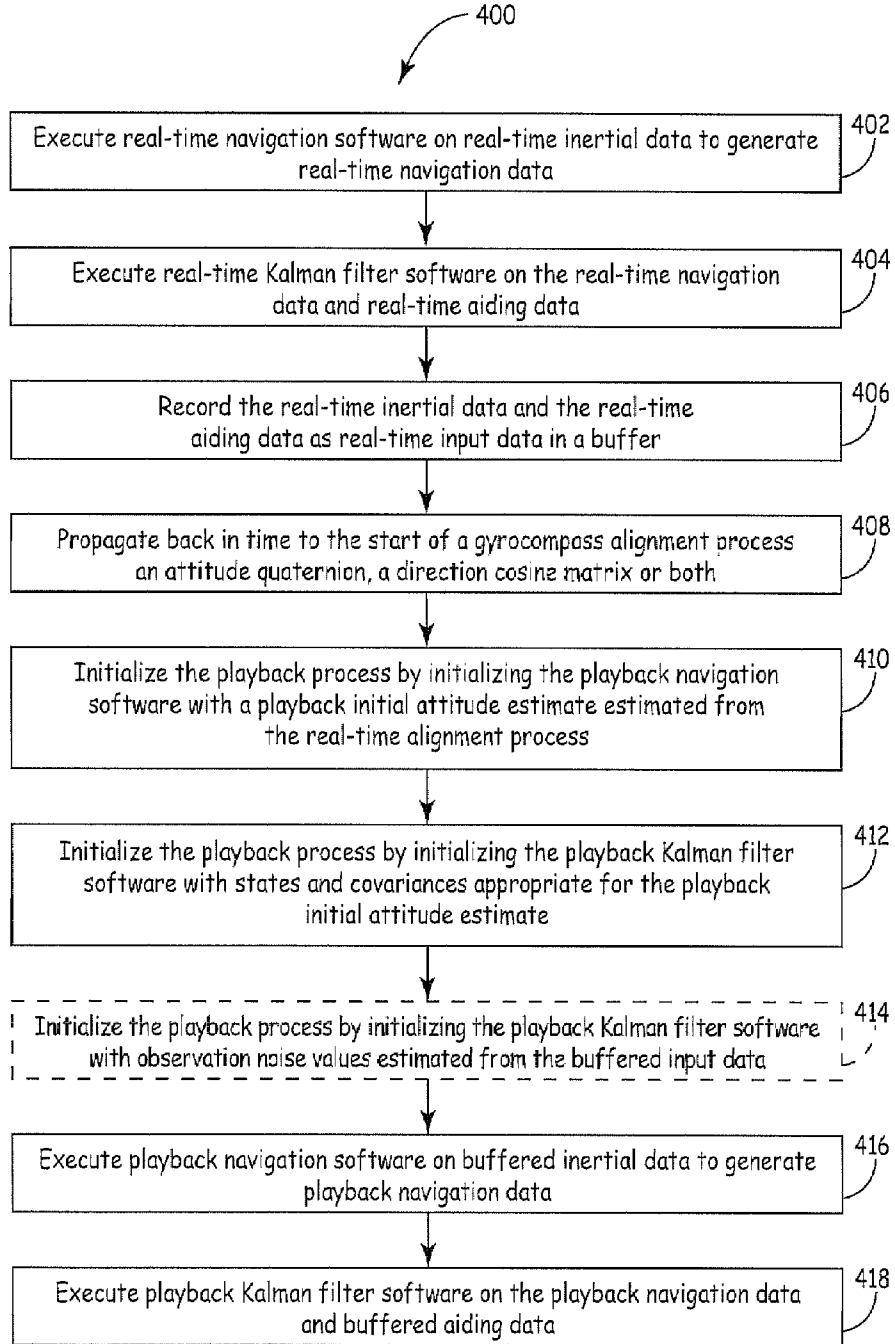 400
Execute real-time navigation software on real-time inertial data to generate
real-time navigation data
402
Execute real-time Kalman filter software on the real-time navigation
data and real-time aiding data
404
Record the real-time inertial data and the real-time
aiding data as real-time input data in a buffer
406
Propagate back in time to the start of a gyrocompass alignment process
an attitude quaternion, a direction cosine matrix or both
408
Initialize the playback process by initializing the playback navigation
software with a playback initial attitude estimate estimated from
the real-time alignment process
410
Initialize the playback process by initializing the playback Kalman filter
software with states and covariances appropriate for the playback
initial attitude estimate
412
Initialize the playback process by initializing the playback Kalman filter software
with observation noise values estimated from the buffered input data
414
Execute playback navigation software on buffered inertial data to generate
playback navigation data
416
Execute playback Kalman filter software on the playback navigation data
and buffered aiding data
418